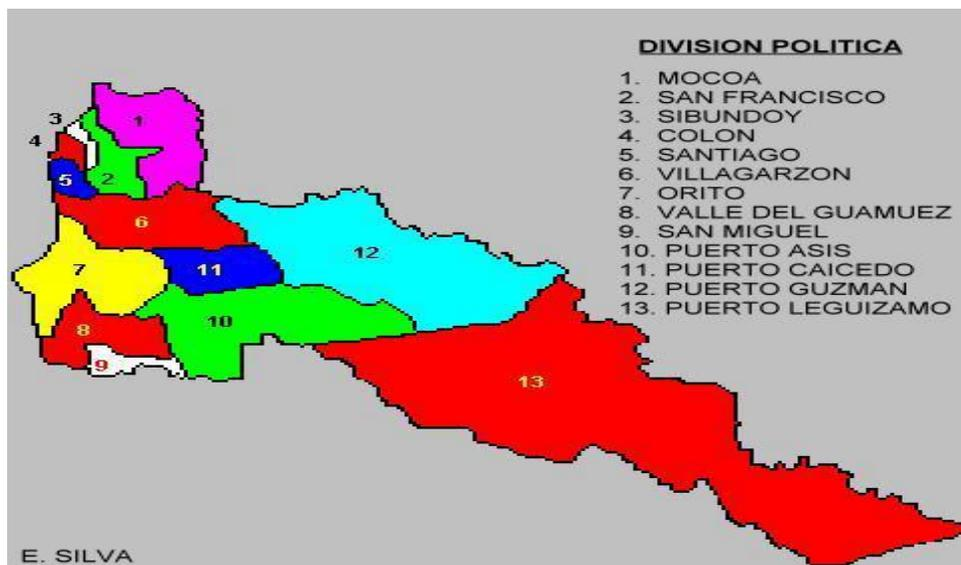 DIVISION POLITICA
1. MOCOA
2. SAN FRANCISCO
3. SIBUNDOY
4. COLON
5. SANTIAGO
6. VILLAGARZON
7. ORITO
8. VALLE DEL GUAMUEZ
9. SAN MIGUEL
10. PUERTO ASIS
11. PUERTO CAICEDO
12. PUERTO GUZMAN
13. PUERTO LEGUIZAMO
3
1
4
2
5
6
12
7
11
10
8
9
13
E. SILVA